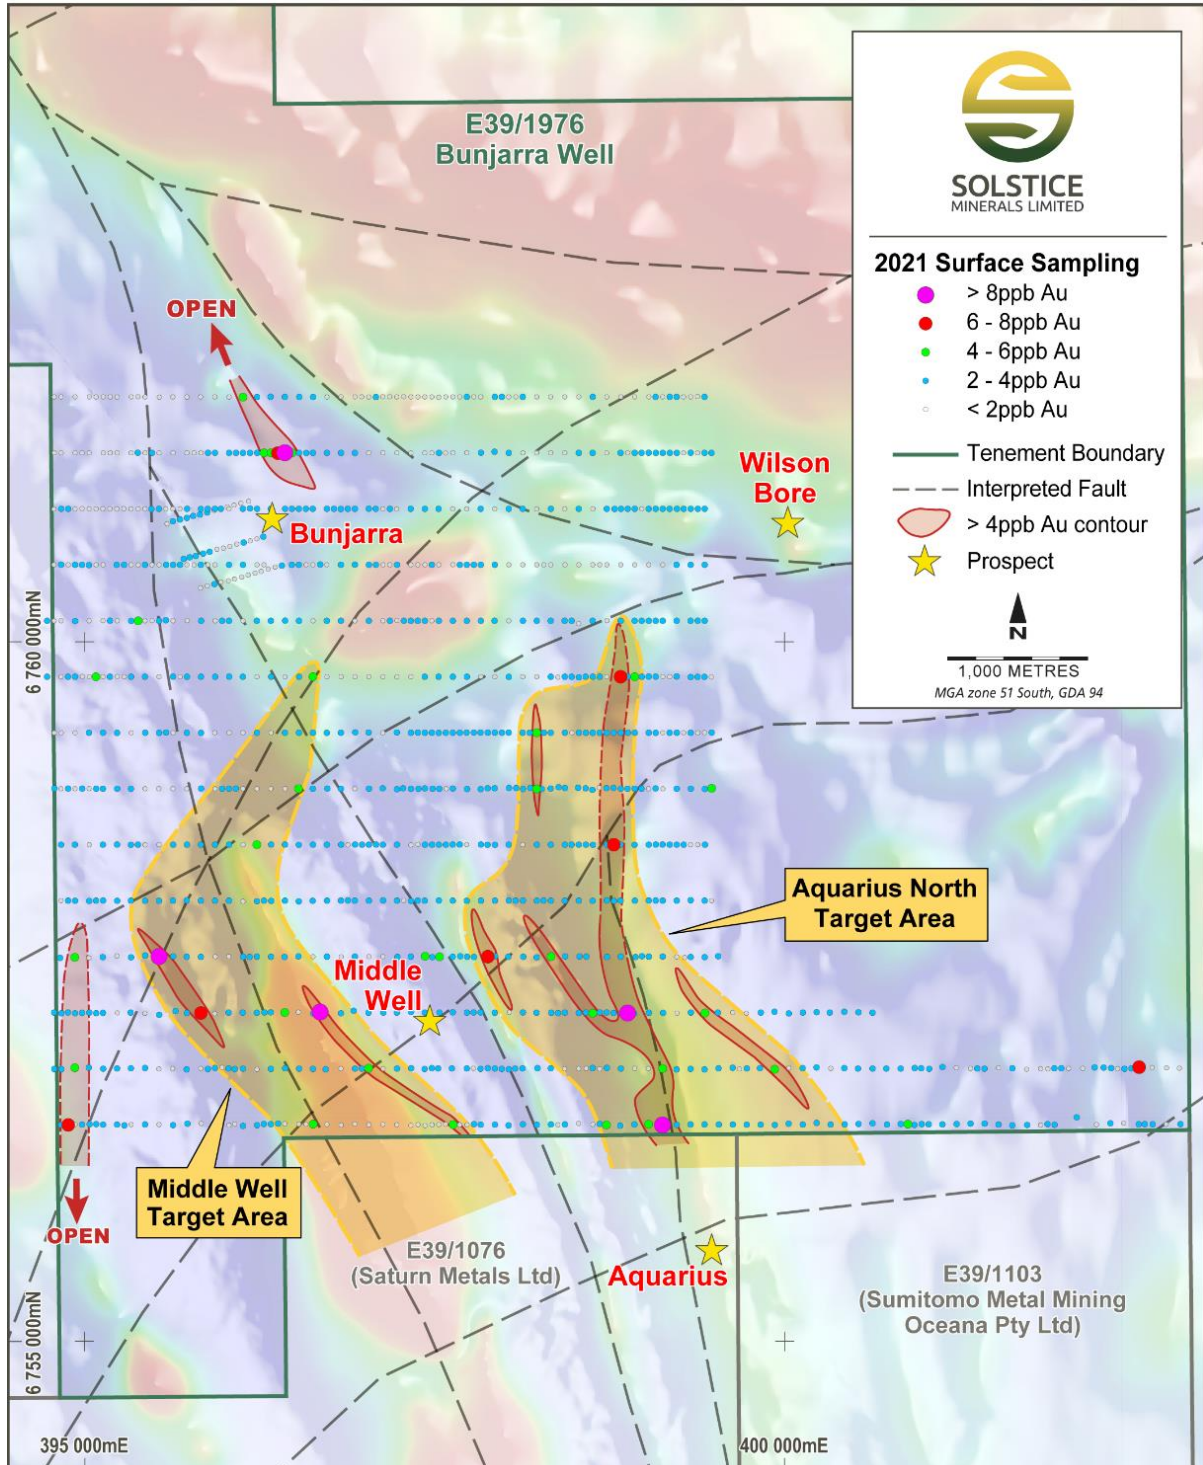 E39/1976
Bunjarra Well
SOLSTICE
MINERALS LIMITED
2021 Surface Sampling
> 8ppb Au
6 - 8ppb Au
4 - 6ppb Au
2 - 4ppb Au
< 2ppb Au
Tenement Boundary
Interpreted Fault
> 4ppb Au contour
Prospect
N
1,000 METRES
MGA zone 51 South, GDA 94
OPEN
Wilson
Bore
Bunjarra
6 760 000mN
Aquarius North
Target Area
Middle
Well
Middle Well
Target Area
OPEN
E39/1076
(Saturn Metals Ltd)
Aquarius
E39/1103
(Sumitomo Metal Mining
Oceana Pty Ltd)
6 755 000mN
395 000mE
400 000mE